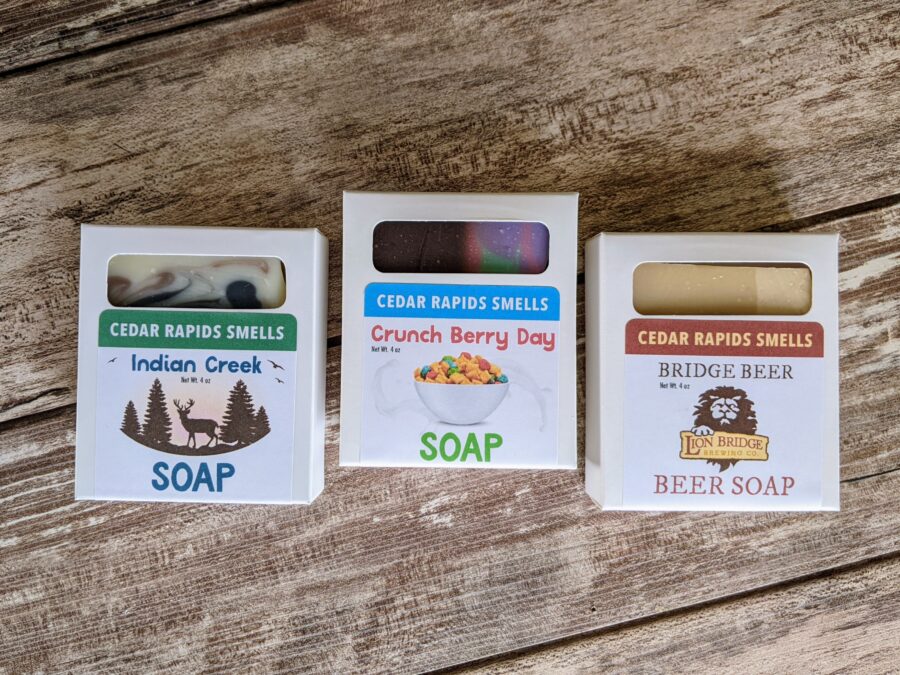 CEDAR RAPIDS SMELLS
Indian Creek
Net Wt. 4 oz
SOAP
CEDAR RAPIDS SMELLS
Crunch Berry Day
Net Wt. 4 oz
SOAP
CEDAR RAPIDS SMELLS
BRIDGE BEER
Net Wt. 4 oz
LION BRIDGE
BREWING CO.
BEER SOAP